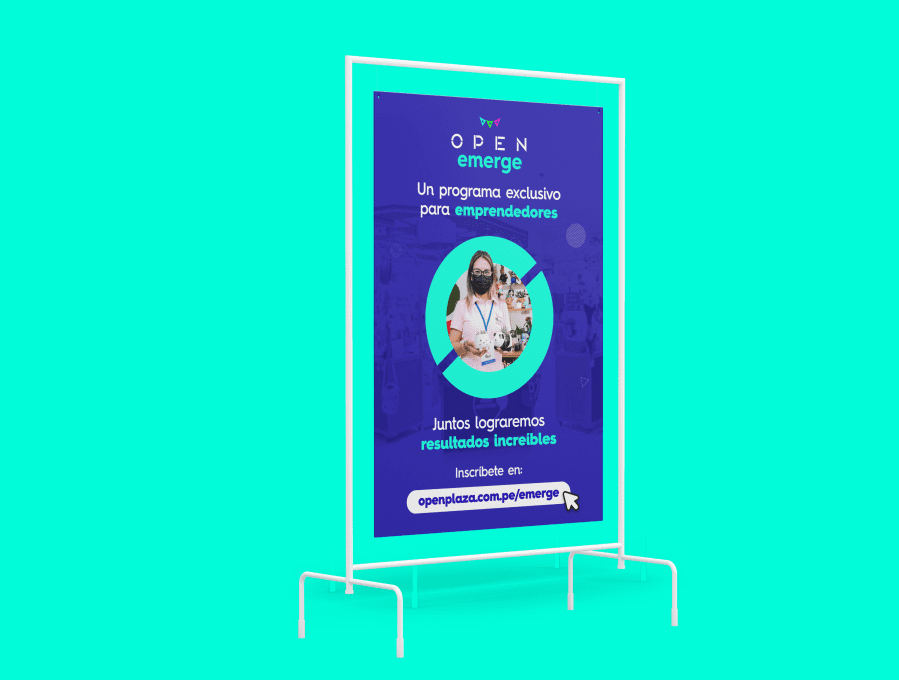 OPEN
emerge
Un programa exclusivo
para emprendedores
Juntos lograremos
resultados increíbles
Inscríbete en:
openplaza.com.pe/emerge